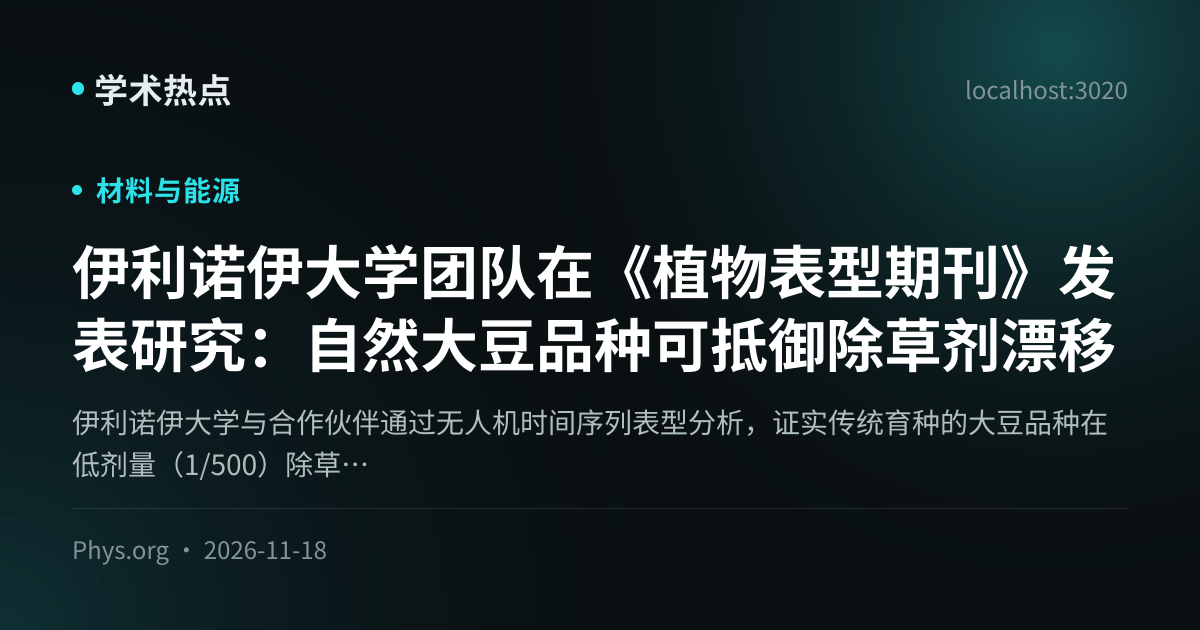 学术热点
localhost:3020
材料与能源
伊利诺伊大学团队在《植物表型期刊》发
表研究：自然大豆品种可抵御除草剂漂移
伊利诺伊大学与合作伙伴通过无人机时间序列表型分析，证实传统育种的大豆品种在
低剂量（1/500）除草…
Phys.org • 2026-11-18